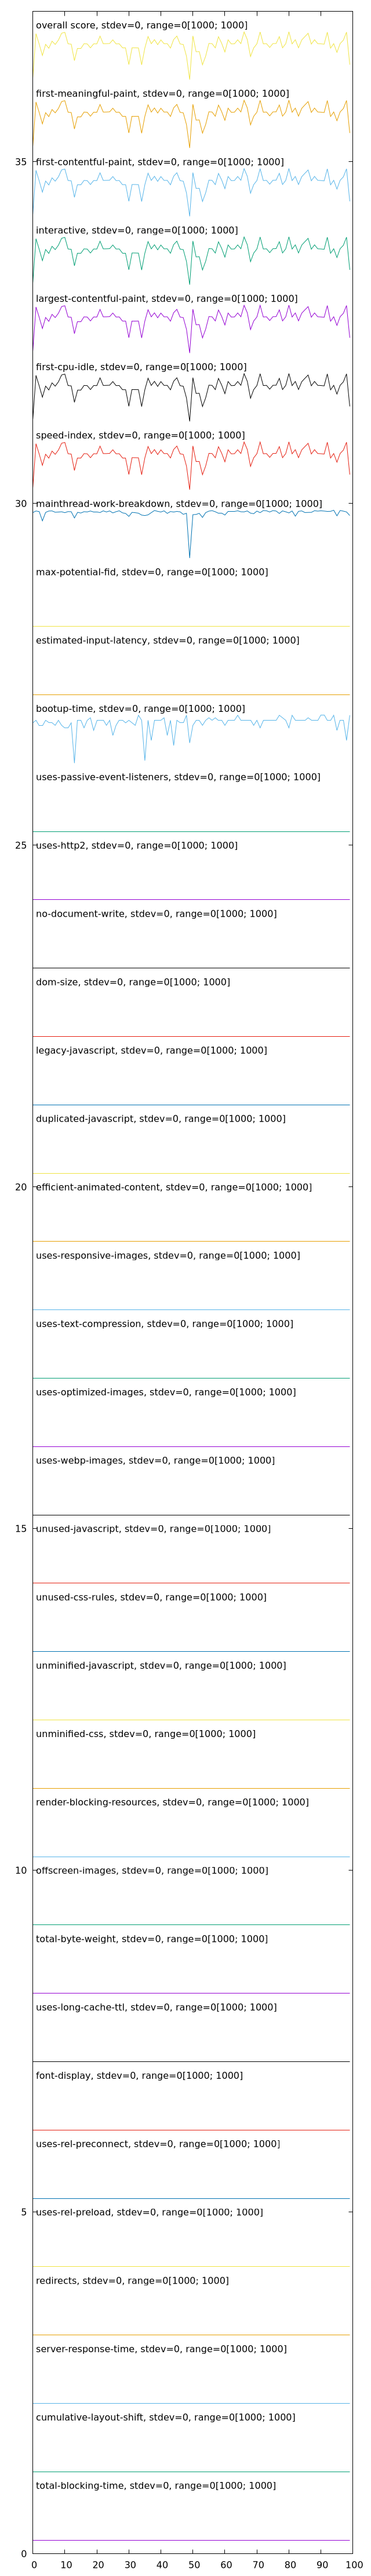 overall score, stdev=0, range=0[1000; 1000]
first-meaningful-paint, stdev=0, range=0[1000; 1000]
35
first-contentful-paint, stdev=0, range=0[1000; 1000]
interactive, stdev=0, range=0[1000; 1000]
largest-contentful-paint, stdev=0, range=0[1000; 1000]
first-cpu-idle, stdev=0, range=0[1000; 1000]
speed-index, stdev=0, range=0[1000; 1000]
30
mainthread-work-breakdown, stdev=0, range=0[1000; 1000]
max-potential-fid, stdev=0, range=0[1000; 1000]
estimated-input-latency, stdev=0, range=0[1000; 1000]
bootup-time, stdev=0, range=0[1000; 1000]
uses-passive-event-listeners, stdev=0, range=0[1000; 1000]
25
uses-http2, stdev=0, range=0[1000; 1000]
no-document-write, stdev=0, range=0[1000; 1000]
dom-size, stdev=0, range=0[1000; 1000]
legacy-javascript, stdev=0, range=0[1000; 1000]
duplicated-javascript, stdev=0, range=0[1000; 1000]
20
efficient-animated-content, stdev=0, range=0[1000; 1000]
uses-responsive-images, stdev=0, range=0[1000; 1000]
uses-text-compression, stdev=0, range=0[1000; 1000]
uses-optimized-images, stdev=0, range=0[1000; 1000]
uses-webp-images, stdev=0, range=0[1000; 1000]
15
unused-javascript, stdev=0, range=0[1000; 1000]
unused-css-rules, stdev=0, range=0[1000; 1000]
unminified-javascript, stdev=0, range=0[1000; 1000]
unminified-css, stdev=0, range=0[1000; 1000]
render-blocking-resources, stdev=0, range=0[1000; 1000]
10
offscreen-images, stdev=0, range=0[1000; 1000]
total-byte-weight, stdev=0, range=0[1000; 1000]
uses-long-cache-ttl, stdev=0, range=0[1000; 1000]
font-display, stdev=0, range=0[1000; 1000]
uses-rel-preconnect, stdev=0, range=0[1000; 1000]
5
uses-rel-preload, stdev=0, range=0[1000; 1000]
redirects, stdev=0, range=0[1000; 1000]
server-response-time, stdev=0, range=0[1000; 1000]
cumulative-layout-shift, stdev=0, range=0[1000; 1000]
total-blocking-time, stdev=0, range=0[1000; 1000]
0
0 10 20 30 40 50 60 70 80 90 100